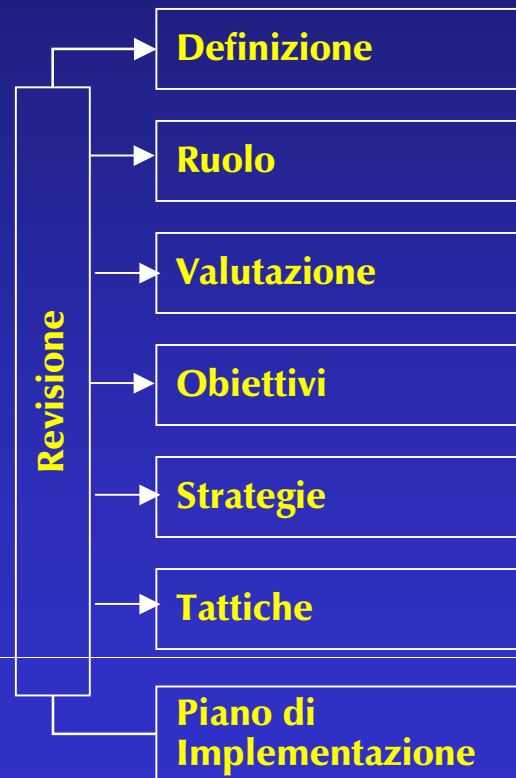 Definizione
Ruolo
Valutazione
Revisione
Obiettivi
Strategie
Tattiche
Piano di
Implementazione